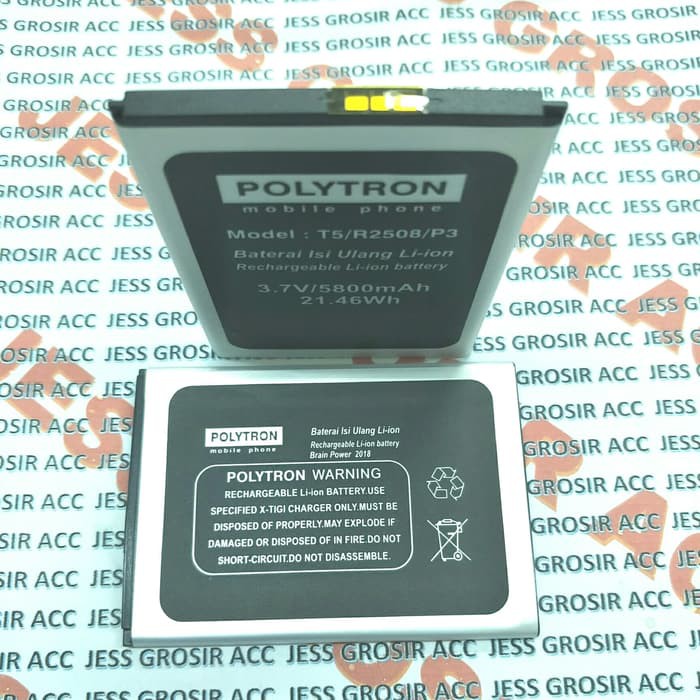 JESS GROSIR ACC
POLYTRON
mobile phone
Model : T5/R2508/P3
Baterai Isi Ulang Li-ion
Rechargeable Li-ion battery
3.7V/5800mAh
21.46Wh
POLYTRON
mobile phone
Baterai Isi Ulang Li-ion
Rechargeable Li-ion battery
Brain Power 2018
POLYTRON WARNING
RECHARGEABLE Li-ion BATTERY.USE
SPECIFIED X-TIGI CHARGER ONLY.MUST BE
DISPOSED OF PROPERLY.MAY EXPLODE IF
DAMAGED OR DISPOSED OF IN FIRE.DO NOT
SHORT-CIRCUIT.DO NOT DISASSEMBLE.